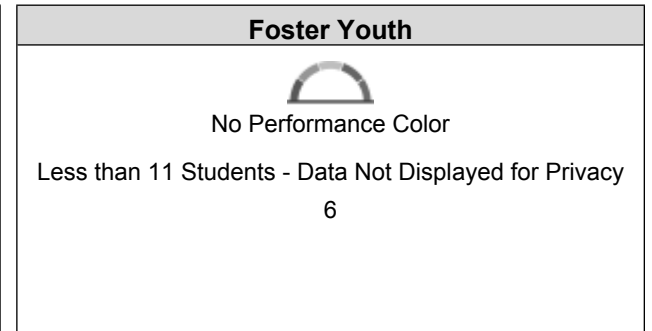 Foster Youth
No Performance Color
Less than 11 Students - Data Not Displayed for Privacy
6